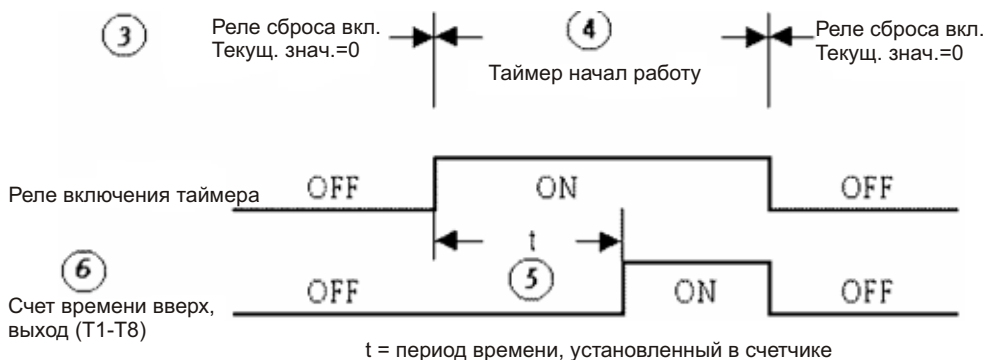 3
Реле сброса вкл.
Текущ. знач.=0
4
Таймер начал работу
Реле сброса вкл.
Текущ. знач.=0
Реле включения таймера
OFF
ON
OFF
t
6
5
Счет времени вверх,
выход (T1-T8)
OFF
ON
OFF
t = период времени, установленный в счетчике